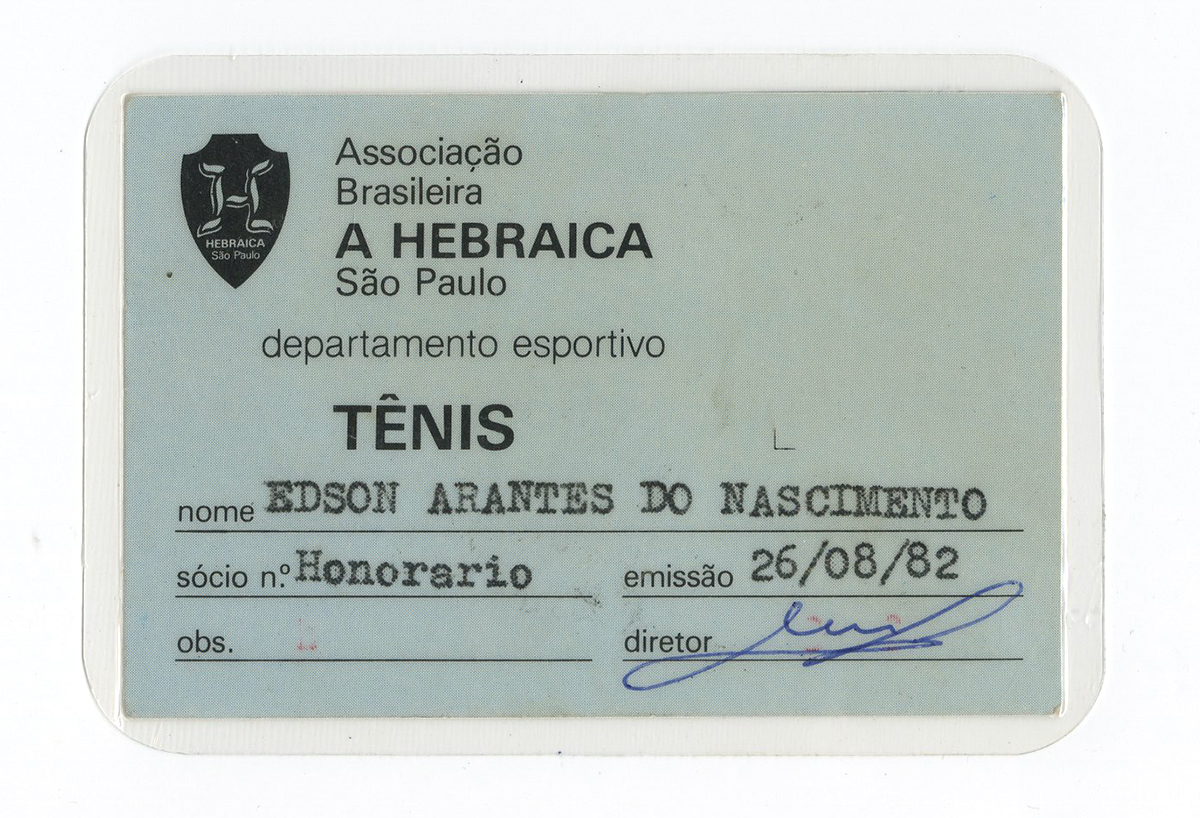 HEBRAICA
São Paulo
Associação
Brasileira
A HEBRAICA
São Paulo
departamento esportivo
TÊNIS
nome EDSON ARANTES DO NASCIMENTO
sócio n.º Honorario emissão 26/08/82
obs. diretor